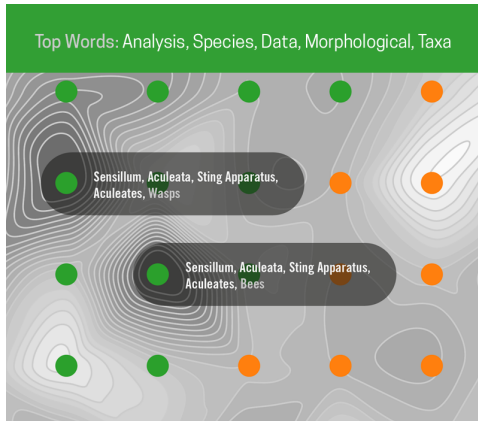 Top Words: Analysis, Species, Data, Morphological, Taxa
Sensillum, Aculeata, Sting Apparatus,
Aculeates, Wasps
Sensillum, Aculeata, Sting Apparatus,
Aculeates, Bees